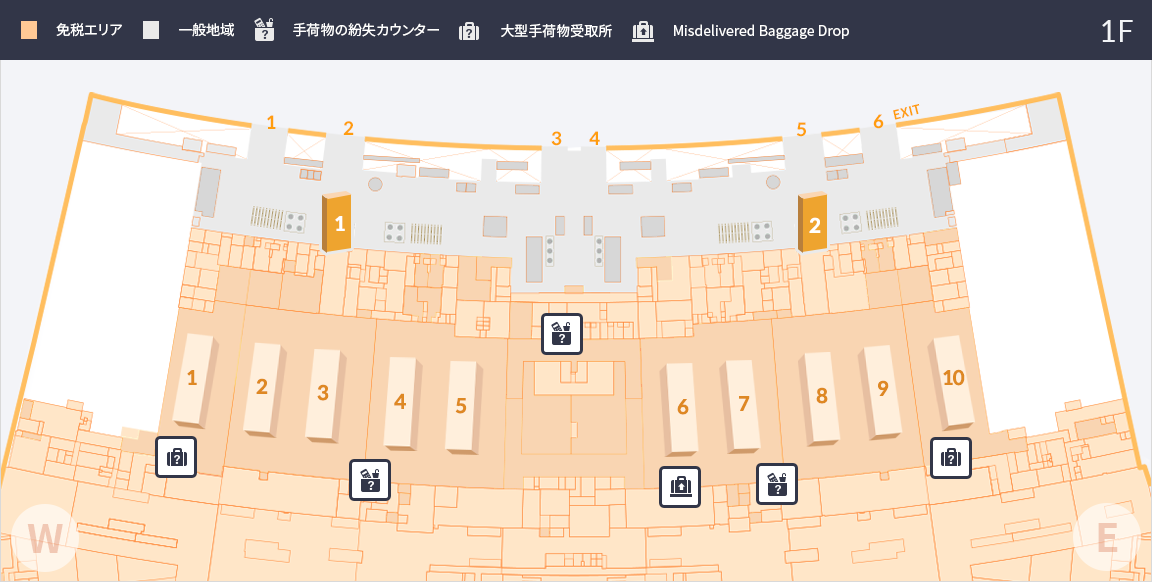 免税エリア 一般地域 手荷物の紛失カウンター 大型手荷物受取所 Misdelivered Baggage Drop 1F
1 2 3 4 5 6 EXIT
1 2
1 2 3 4 5 6 7 8 9 10
W E